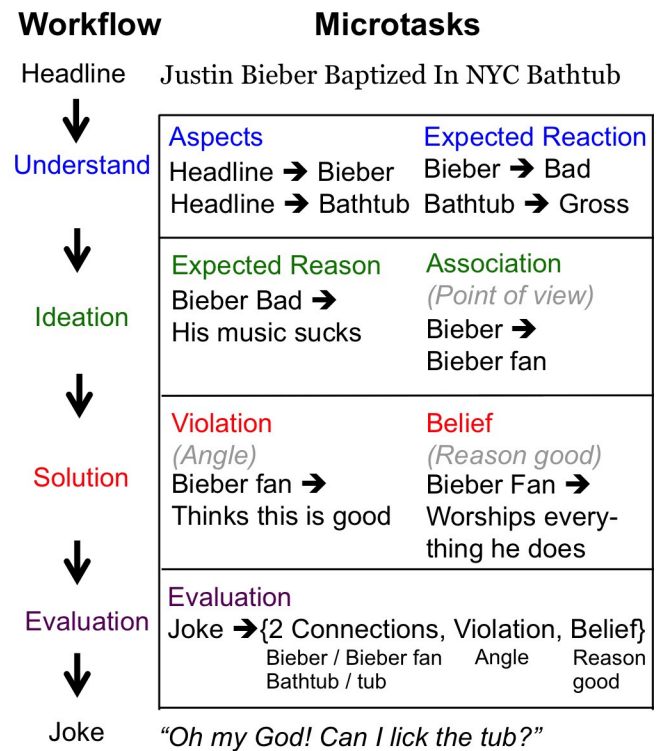 Workflow Microtasks
Headline Justin Bieber Baptized In NYC Bathtub
Understand
Aspects
Headline ➔ Bieber
Headline ➔ Bathtub
Expected Reaction
Bieber ➔ Bad
Bathtub ➔ Gross
Ideation
Expected Reason
Bieber Bad ➔
His music sucks
Association
(Point of view)
Bieber ➔
Bieber fan
Solution
Violation
(Angle)
Bieber fan ➔
Thinks this is good
Belief
(Reason good)
Bieber Fan ➔
Worships every-
thing he does
Evaluation
Evaluation
Joke ➔{2 Connections, Violation, Belief}
Bieber / Bieber fan
Bathtub / tub
Angle
Reason
good
Joke “Oh my God! Can I lick the tub?”